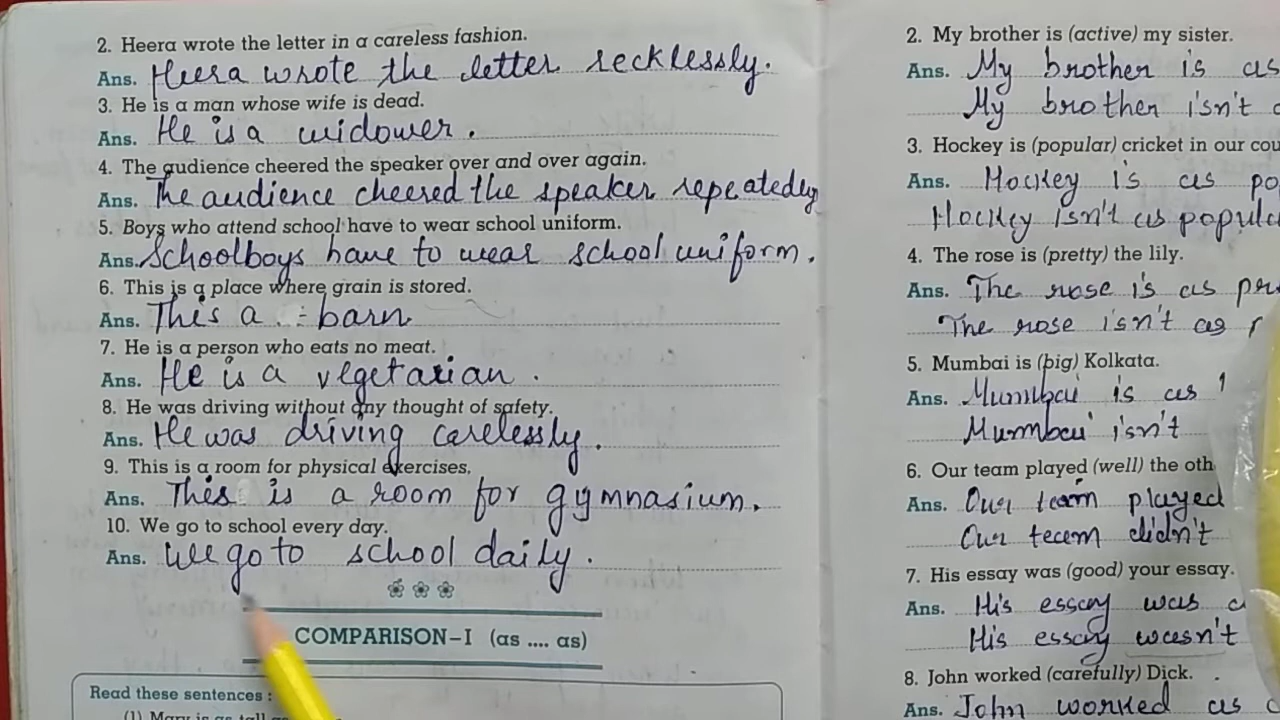 2. Heera wrote the letter in a careless fashion.
Ans. Heera wrote the letter recklessly.
3. He is a man whose wife is dead.
Ans. He is a widower.
4. The audience cheered the speaker over and over again.
Ans. The audience cheered the speaker repeatedly
5. Boys who attend school have to wear school uniform.
Ans. Schoolboys have to wear school uniform.
6. This is a place where grain is stored.
Ans. This a barn
7. He is a person who eats no meat.
Ans. He is a vegetarian.
8. He was driving without any thought of safety.
Ans. He was driving carelessly.
9. This is a room for physical exercises.
Ans. This is a room for gymnasium.
10. We go to school every day.
Ans. We go to school daily.
COMPARISON–I (as .... as)
Read these sentences :
(1) Mary is as tall as
2. My brother is (active) my sister.
Ans. My brother is as
My brother isn't
3. Hockey is (popular) cricket in our
Ans. Hockey is as
Hockey isn't as
4. The rose is (pretty) the lily.
Ans. The rose is as
The rose isn't as
5. Mumbai is (big) Kolkata.
Ans. Mumbai is as
Mumbai isn't
6. Our team played (well) the
Ans. Our team played
Our team didn't
7. His essay was (good) your essay.
Ans. His essay was
His essay wasn't
8. John worked (carefully) Dick.
Ans. John worked as